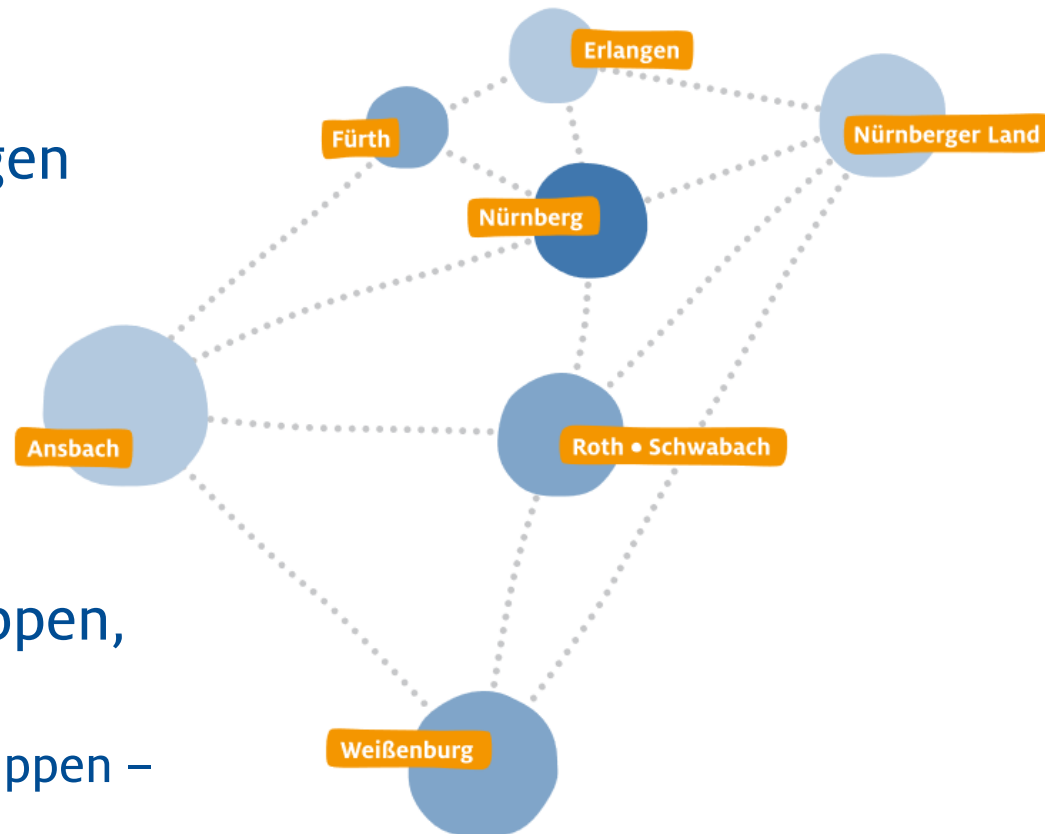 Erlangen
Nürnberger Land
Fürth
gen
Nürnberg
Roth • Schwabach
Ansbach
ppen,
Weißenburg
ppen –